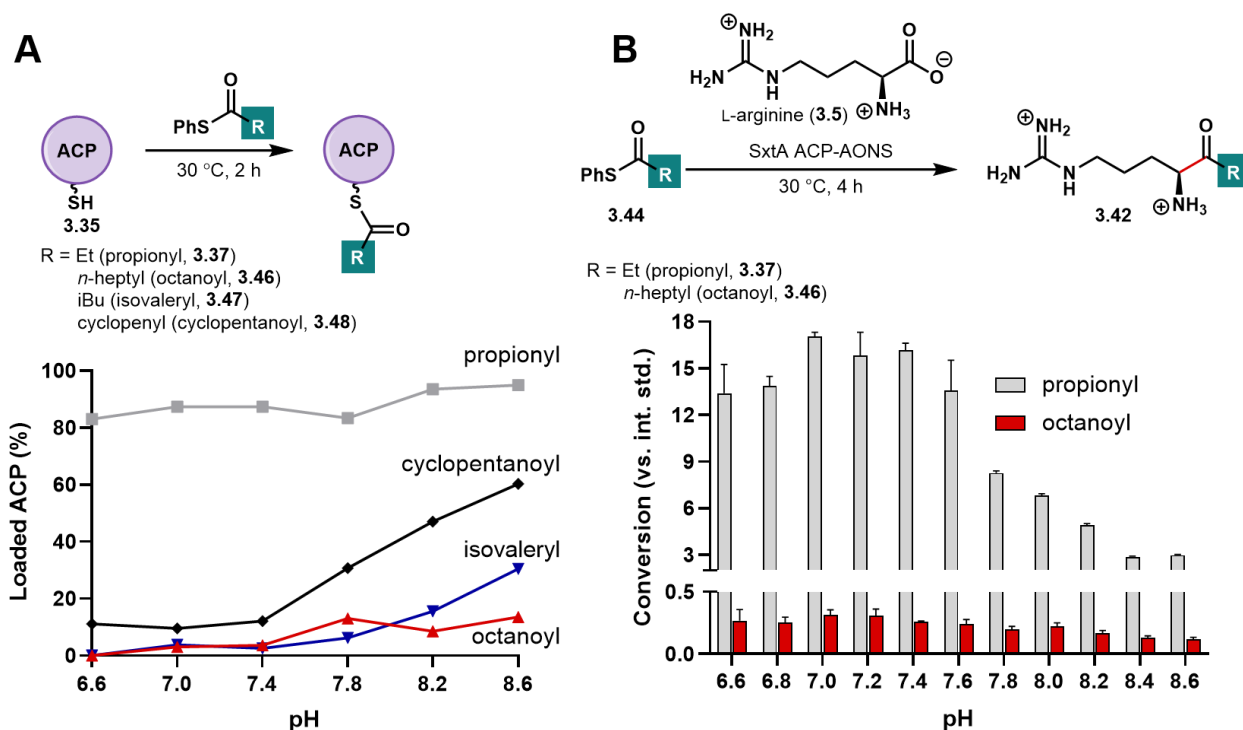 A
O
PhS
R
ACP
30 °C, 2 h
ACP
SH
3.35
S
O
R
R = Et (propionyl, 3.37)
n-heptyl (octanoyl, 3.46)
iBu (isovaleryl, 3.47)
cyclopenyl (cyclopentanoyl, 3.48)
Loaded ACP (%)
100
80
60
40
20
0
propionyl
cyclopentanoyl
isovaleryl
octanoyl
6.6 7.0 7.4 7.8 8.2 8.6
pH
B
⊕
NH₂
O
H₂N
N
H
O
⊖
L-arginine (3.5)
⊕NH₃
O
PhS
R
3.44
SxtA ACP-AONS
30 °C, 4 h
⊕
NH₂
O
H₂N
N
H
R
3.42
⊕NH₃
R = Et (propionyl, 3.37)
n-heptyl (octanoyl, 3.46)
Conversion (vs. int. std.)
18
15
12
9
6
3
0.5
0.0
propionyl
octanoyl
6.6 6.8 7.0 7.2 7.4 7.6 7.8 8.0 8.2 8.4 8.6
pH